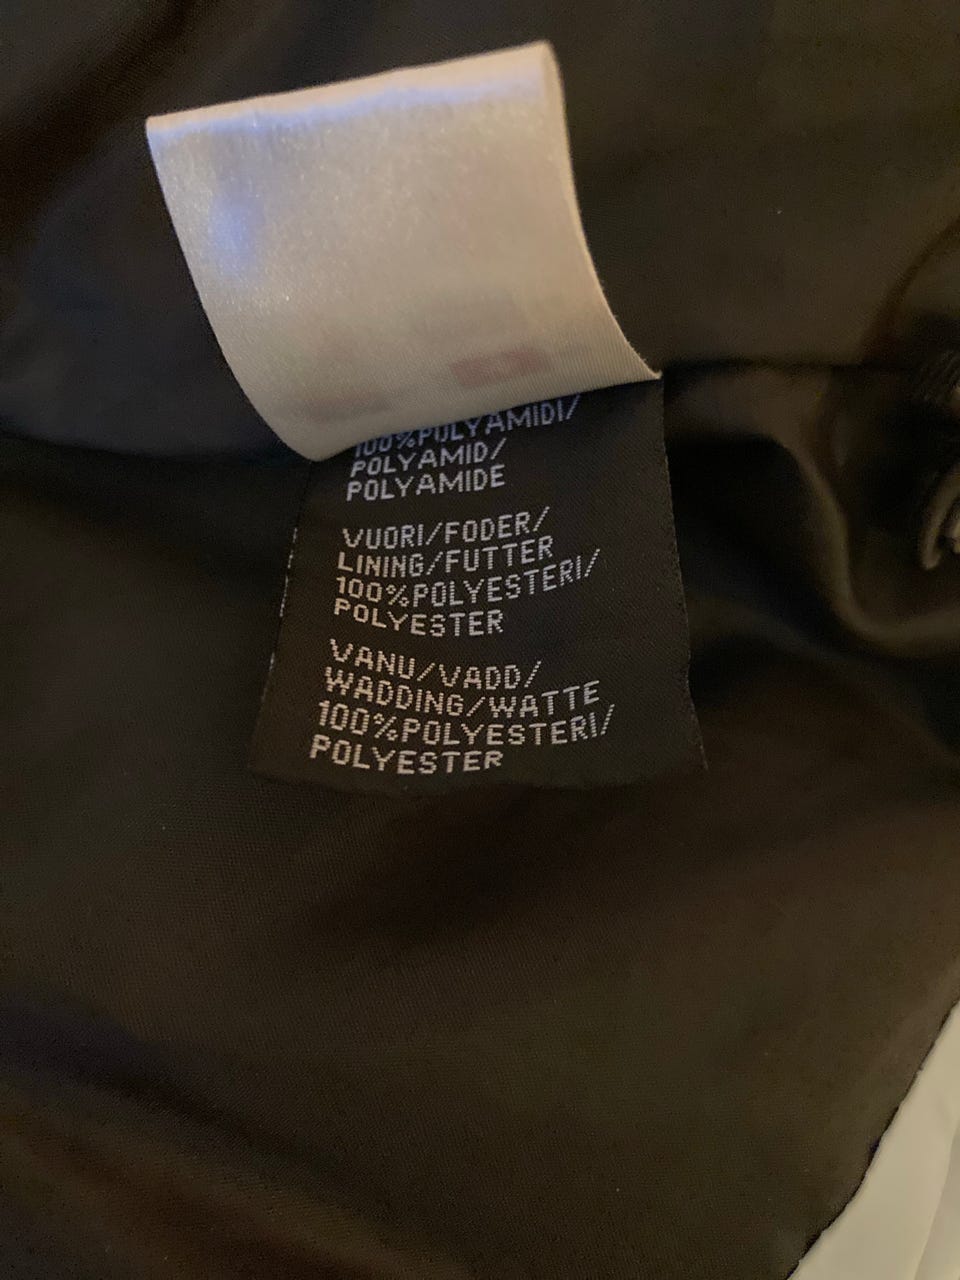 100%POLYAMIDI/
POLYAMID/
POLYAMIDE
VUORI/FODER/
LINING/FUTTER
100%POLYESTERI/
POLYESTER
VANU/VADD/
WADDING/WATTE
100%POLYESTERI/
POLYESTER